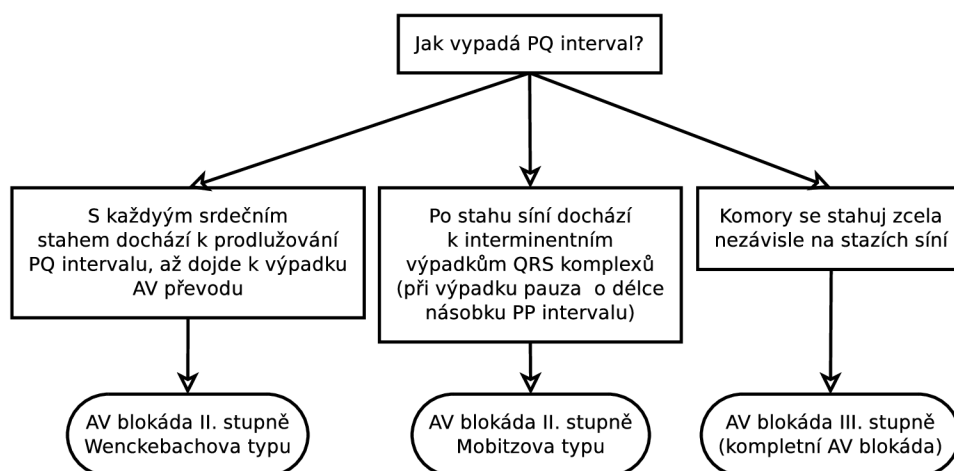 Jak vypadá PQ interval?
S každyým srdečním
stahem dochází k prodlužování
PQ intervalu, až dojde k výpadku
AV převodu
Po stahu síní dochází
k interminentním
výpadkům QRS komplexů
(při výpadku pauza  o délce
násobku PP intervalu)
Komory se stahuj zcela
nezávisle na stazích síní
AV blokáda II. stupně
Wenckebachova typu
AV blokáda II. stupně
Mobitzova typu
AV blokáda III. stupně
(kompletní AV blokáda)